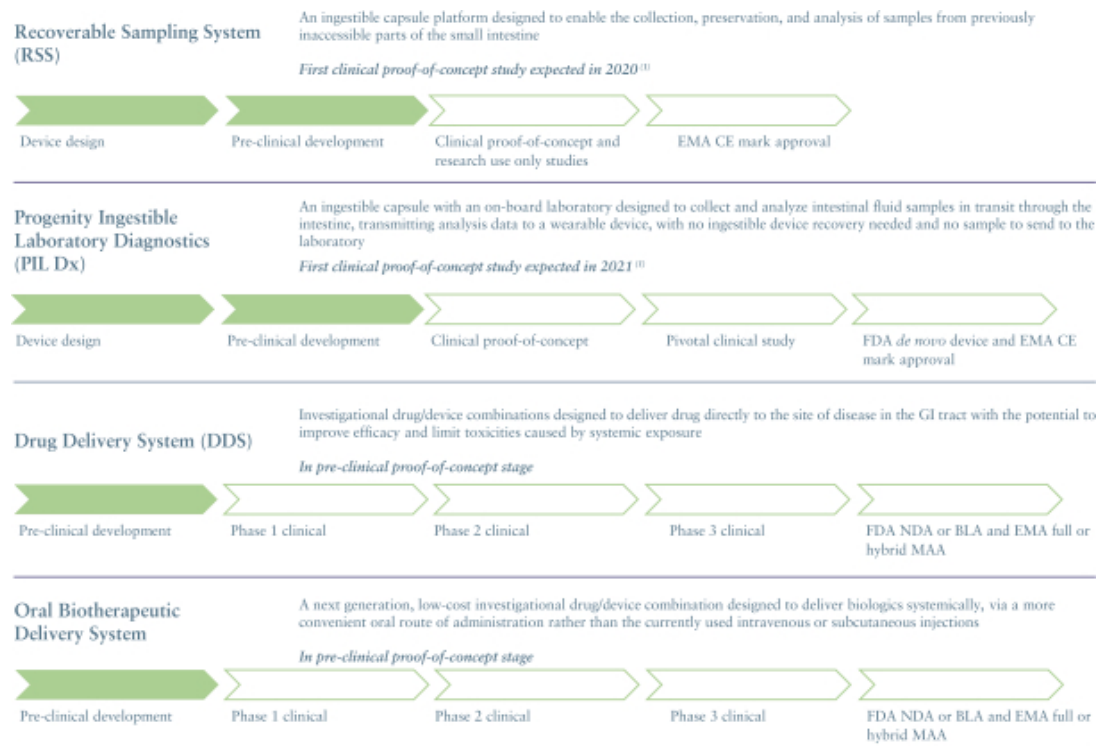 Recoverable Sampling System
(RSS)
An ingestible capsule platform designed to enable the collection, preservation, and analysis of samples from previously
inaccessible parts of the small intestine
First clinical proof-of-concept study expected in 2020 (1)
Device design
Pre-clinical development
Clinical proof-of-concept and
research use only studies
EMA CE mark approval
Progenity Ingestible
Laboratory Diagnostics
(PIL Dx)
An ingestible capsule with an on-board laboratory designed to collect and analyze intestinal fluid samples in transit through the
intestine, transmitting analysis data to a wearable device, with no ingestible device recovery needed and no sample to send to the
laboratory
First clinical proof-of-concept study expected in 2021 (1)
Device design
Pre-clinical development
Clinical proof-of-concept
Pivotal clinical study
FDA de novo device and EMA CE
mark approval
Drug Delivery System (DDS)
Investigational drug/device combinations designed to deliver drug directly to the site of disease in the GI tract with the potential to
improve efficacy and limit toxicities caused by systemic exposure
In pre-clinical proof-of-concept stage
Pre-clinical development
Phase 1 clinical
Phase 2 clinical
Phase 3 clinical
FDA NDA or BLA and EMA full or
hybrid MAA
Oral Biotherapeutic
Delivery System
A next generation, low-cost investigational drug/device combination designed to deliver biologics systemically, via a more
convenient oral route of administration rather than the currently used intravenous or subcutaneous injections
In pre-clinical proof-of-concept stage
Pre-clinical development
Phase 1 clinical
Phase 2 clinical
Phase 3 clinical
FDA NDA or BLA and EMA full or
hybrid MAA